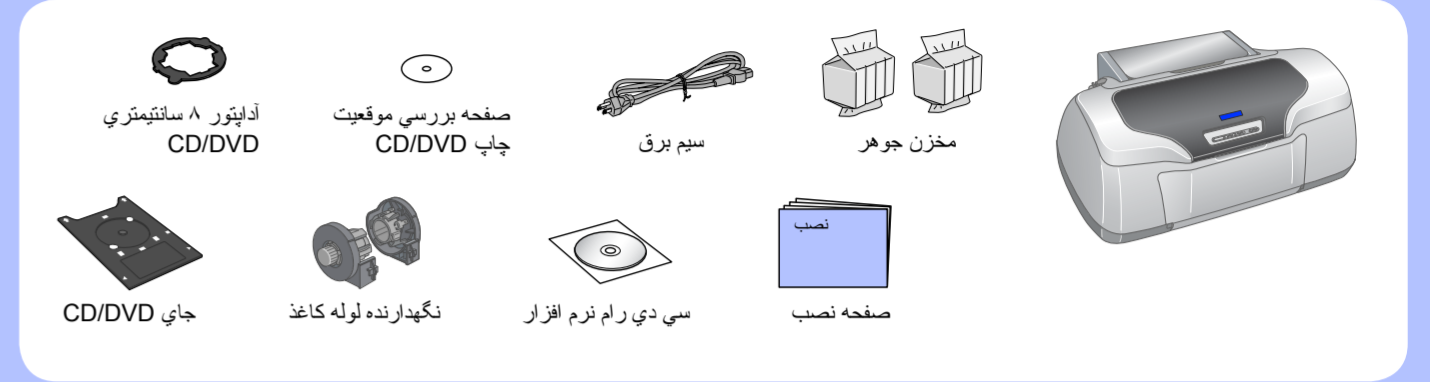 مخزن جوهر
سيم برق
صفحه بررسي موقعيت
چاپ CD/DVD
آداپتور ۸ سانتيمتري
CD/DVD
نصب
صفحه نصب
سي دي رام نرم افزار
نگهدارنده لوله كاغذ
جاي CD/DVD